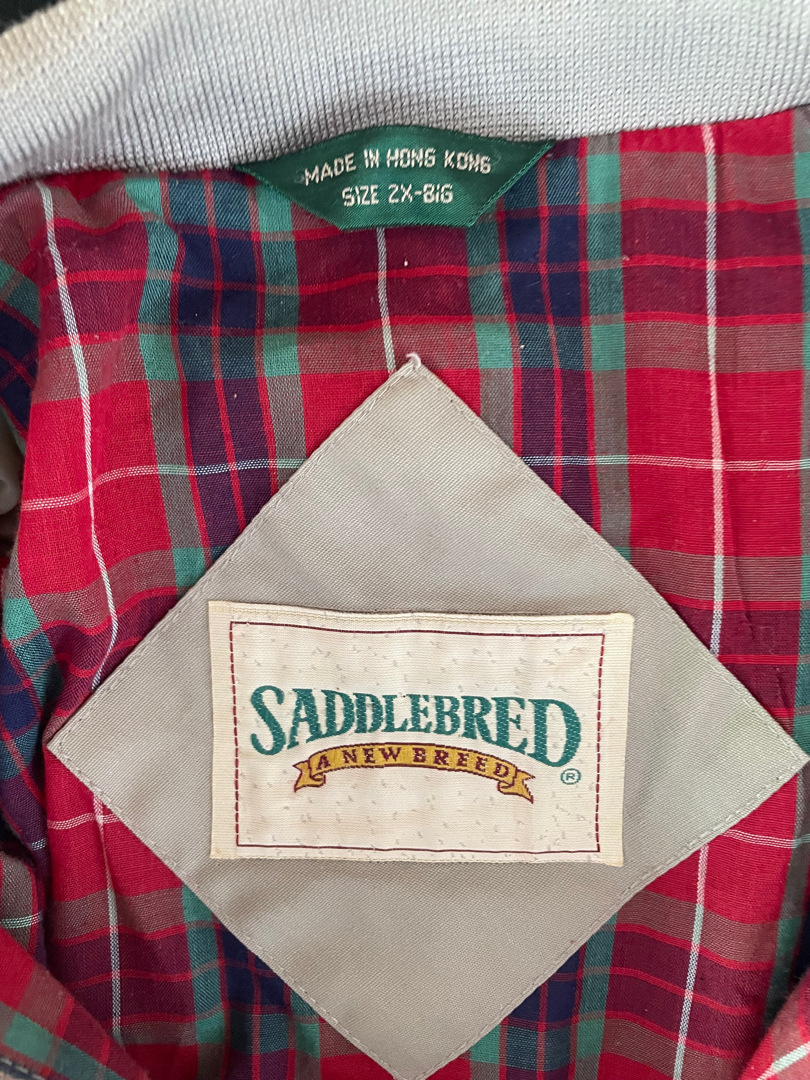 MADE IN HONG KONG
SIZE 2X-BIG
SADDLEBRED
A NEW BREED
®